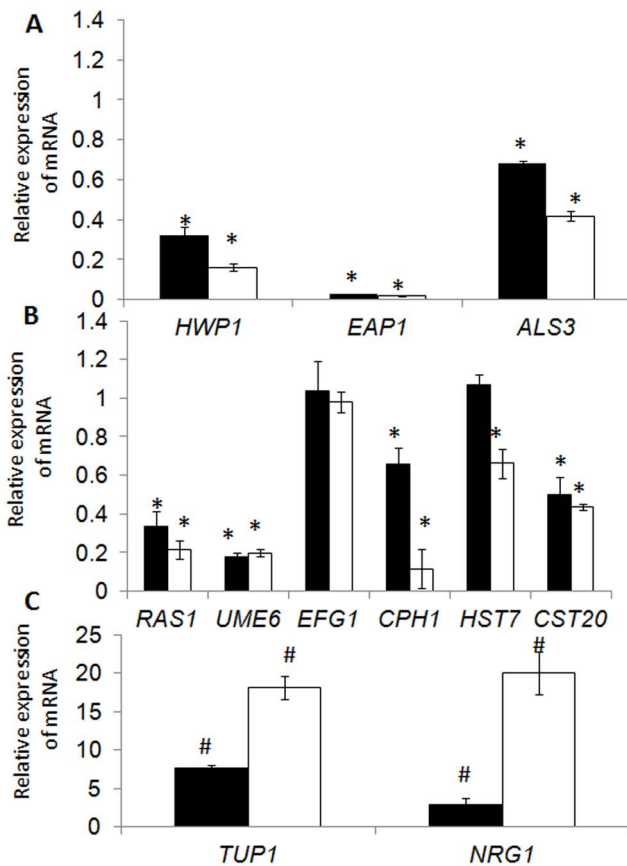 A
1.4
1.2
1
0.8
0.6
0.4
0.2
0
Relative expression
of mRNA
* * * * * *
HWP1 EAP1 ALS3
B
1.4
1.2
1
0.8
0.6
0.4
0.2
0
Relative expression
of mRNA
* * * * * * * * *
RAS1 UME6 EFG1 CPH1 HST7 CST20
C
25
20
15
10
5
0
Relative expression
of mRNA
# # # #
TUP1 NRG1